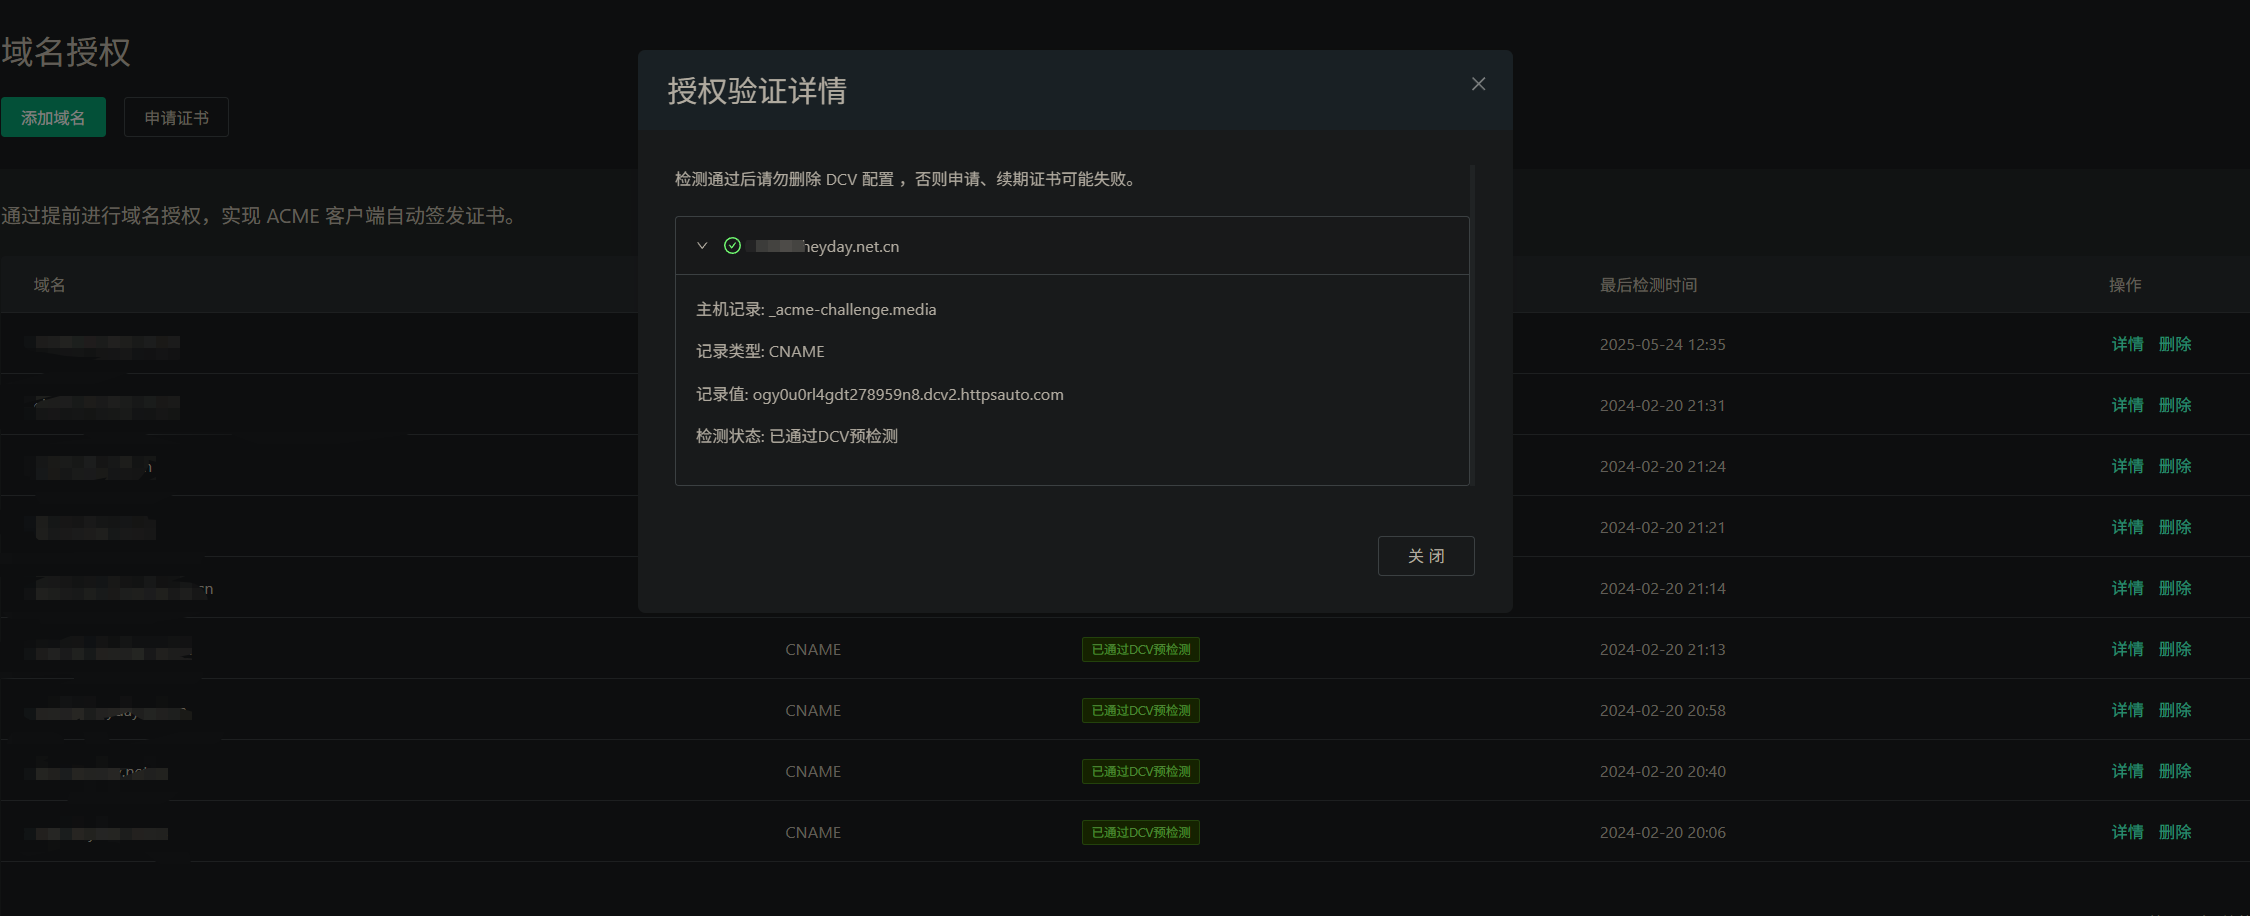 域名授权
添加域名 申请证书
通过提前进行域名授权，实现 ACME 客户端自动签发证书。
域名 最后检测时间 操作
2025-05-24 12:35 详情 删除
2024-02-20 21:31 详情 删除
2024-02-20 21:24 详情 删除
2024-02-20 21:21 详情 删除
2024-02-20 21:14 详情 删除
CNAME 已通过DCV预检测 2024-02-20 21:13 详情 删除
CNAME 已通过DCV预检测 2024-02-20 20:58 详情 删除
CNAME 已通过DCV预检测 2024-02-20 20:40 详情 删除
CNAME 已通过DCV预检测 2024-02-20 20:06 详情 删除
授权验证详情
检测通过后请勿删除 DCV 配置 ，否则申请、续期证书可能失败。
heyday.net.cn
主机记录: _acme-challenge.media
记录类型: CNAME
记录值: ogy0u0rl4gdt278959n8.dcv2.httpsauto.com
检测状态: 已通过DCV预检测
关 闭